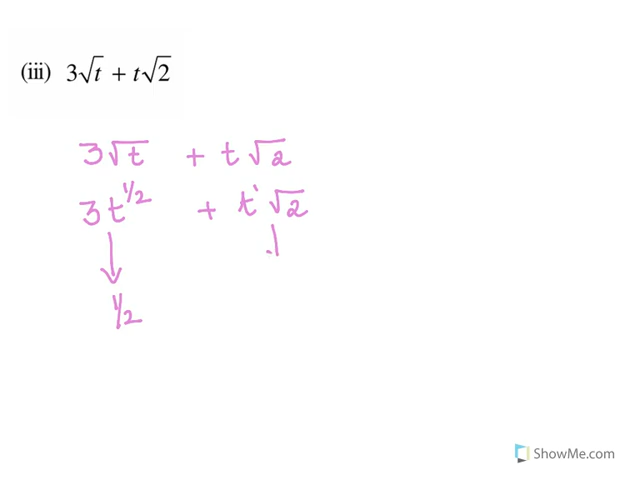 (iii) 3√t + t√2
3√t + t√2
3t^1/2 + t^1 √2
1/2
ShowMe.com